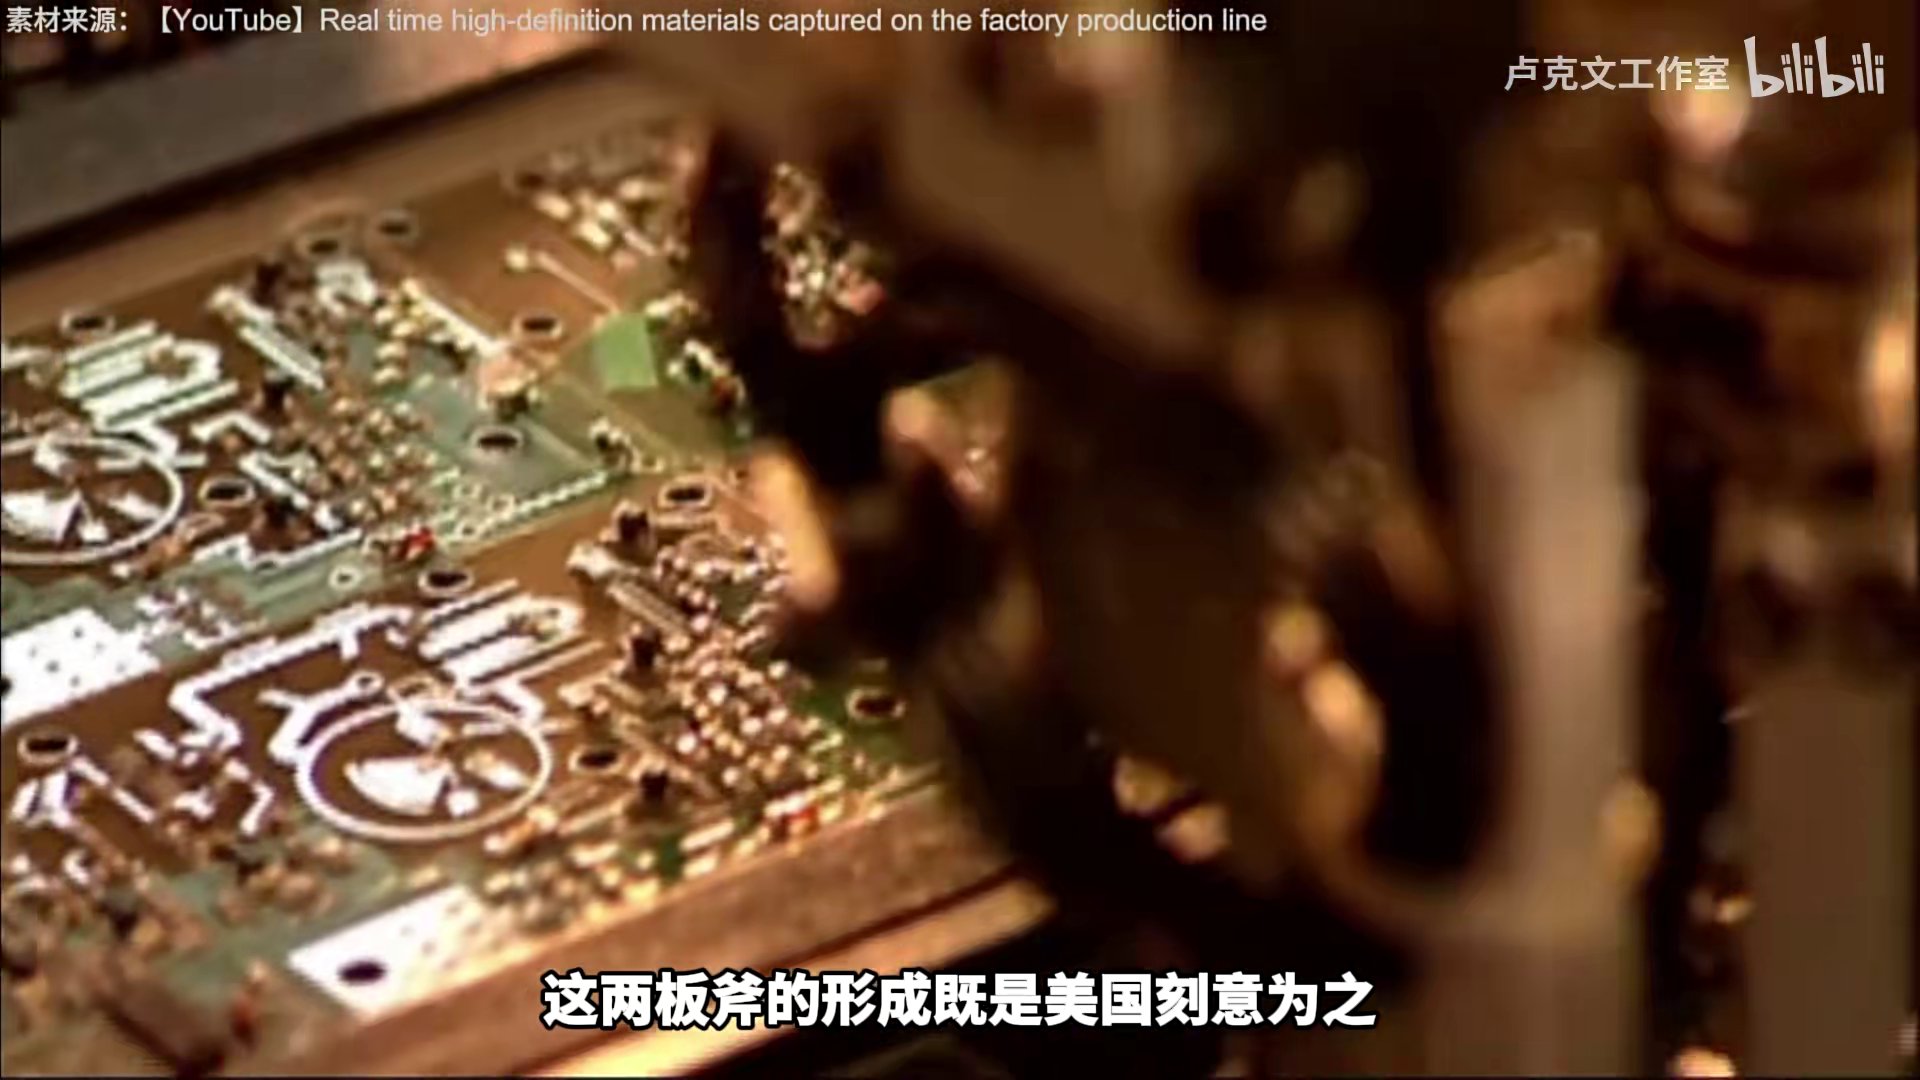 素材来源：【YouTube】Real time high-definition materials captured on the factory production line
卢克文工作室 bilibili
这两板斧的形成既是美国刻意为之